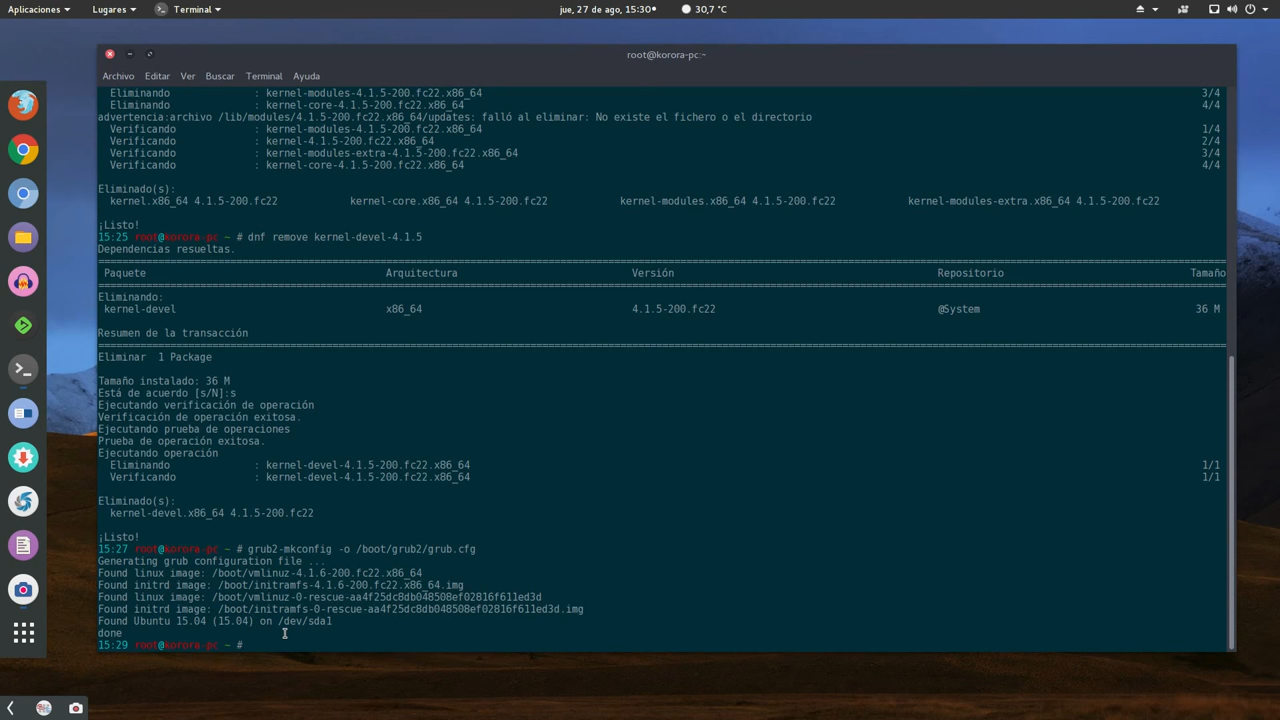 Aplicaciones Lugares Terminal jue, 27 de ago, 15:30 30,7 °C
root@korora-pc:~
Archivo Editar Ver Buscar Terminal Ayuda
Eliminando : kernel-modules-4.1.5-200.fc22.x86_64 3/4
Eliminando : kernel-core-4.1.5-200.fc22.x86_64 4/4
advertencia:archivo /lib/modules/4.1.5-200.fc22.x86_64/updates: falló al eliminar: No existe el fichero o el directorio
Verificando : kernel-modules-4.1.5-200.fc22.x86_64 1/4
Verificando : kernel-4.1.5-200.fc22.x86_64 2/4
Verificando : kernel-modules-extra-4.1.5-200.fc22.x86_64 3/4
Verificando : kernel-core-4.1.5-200.fc22.x86_64 4/4
Eliminado(s):
kernel.x86_64 4.1.5-200.fc22 kernel-core.x86_64 4.1.5-200.fc22 kernel-modules.x86_64 4.1.5-200.fc22 kernel-modules-extra.x86_64 4.1.5-200.fc22
¡Listo!
15:25 root@korora-pc ~ # dnf remove kernel-devel-4.1.5
Dependencias resueltas.
Paquete Arquitectura Versión Repositorio Tamaño
Eliminando:
kernel-devel x86_64 4.1.5-200.fc22 @System 36 M
Resumen de la transacción
Eliminar 1 Package
Tamaño instalado: 36 M
Está de acuerdo [s/N]:s
Ejecutando verificación de operación
Verificación de operación exitosa.
Ejecutando prueba de operaciones
Prueba de operación exitosa.
Ejecutando operación
Eliminando : kernel-devel-4.1.5-200.fc22.x86_64 1/1
Verificando : kernel-devel-4.1.5-200.fc22.x86_64 1/1
Eliminado(s):
kernel-devel.x86_64 4.1.5-200.fc22
¡Listo!
15:27 root@korora-pc ~ # grub2-mkconfig -o /boot/grub2/grub.cfg
Generating grub configuration file ...
Found linux image: /boot/vmlinuz-4.1.6-200.fc22.x86_64
Found initrd image: /boot/initramfs-4.1.6-200.fc22.x86_64.img
Found linux image: /boot/vmlinuz-0-rescue-aa4f25dc8db048508ef02816f611ed3d
Found initrd image: /boot/initramfs-0-rescue-aa4f25dc8db048508ef02816f611ed3d.img
Found Ubuntu 15.04 (15.04) on /dev/sda1
done
15:29 root@korora-pc ~ #